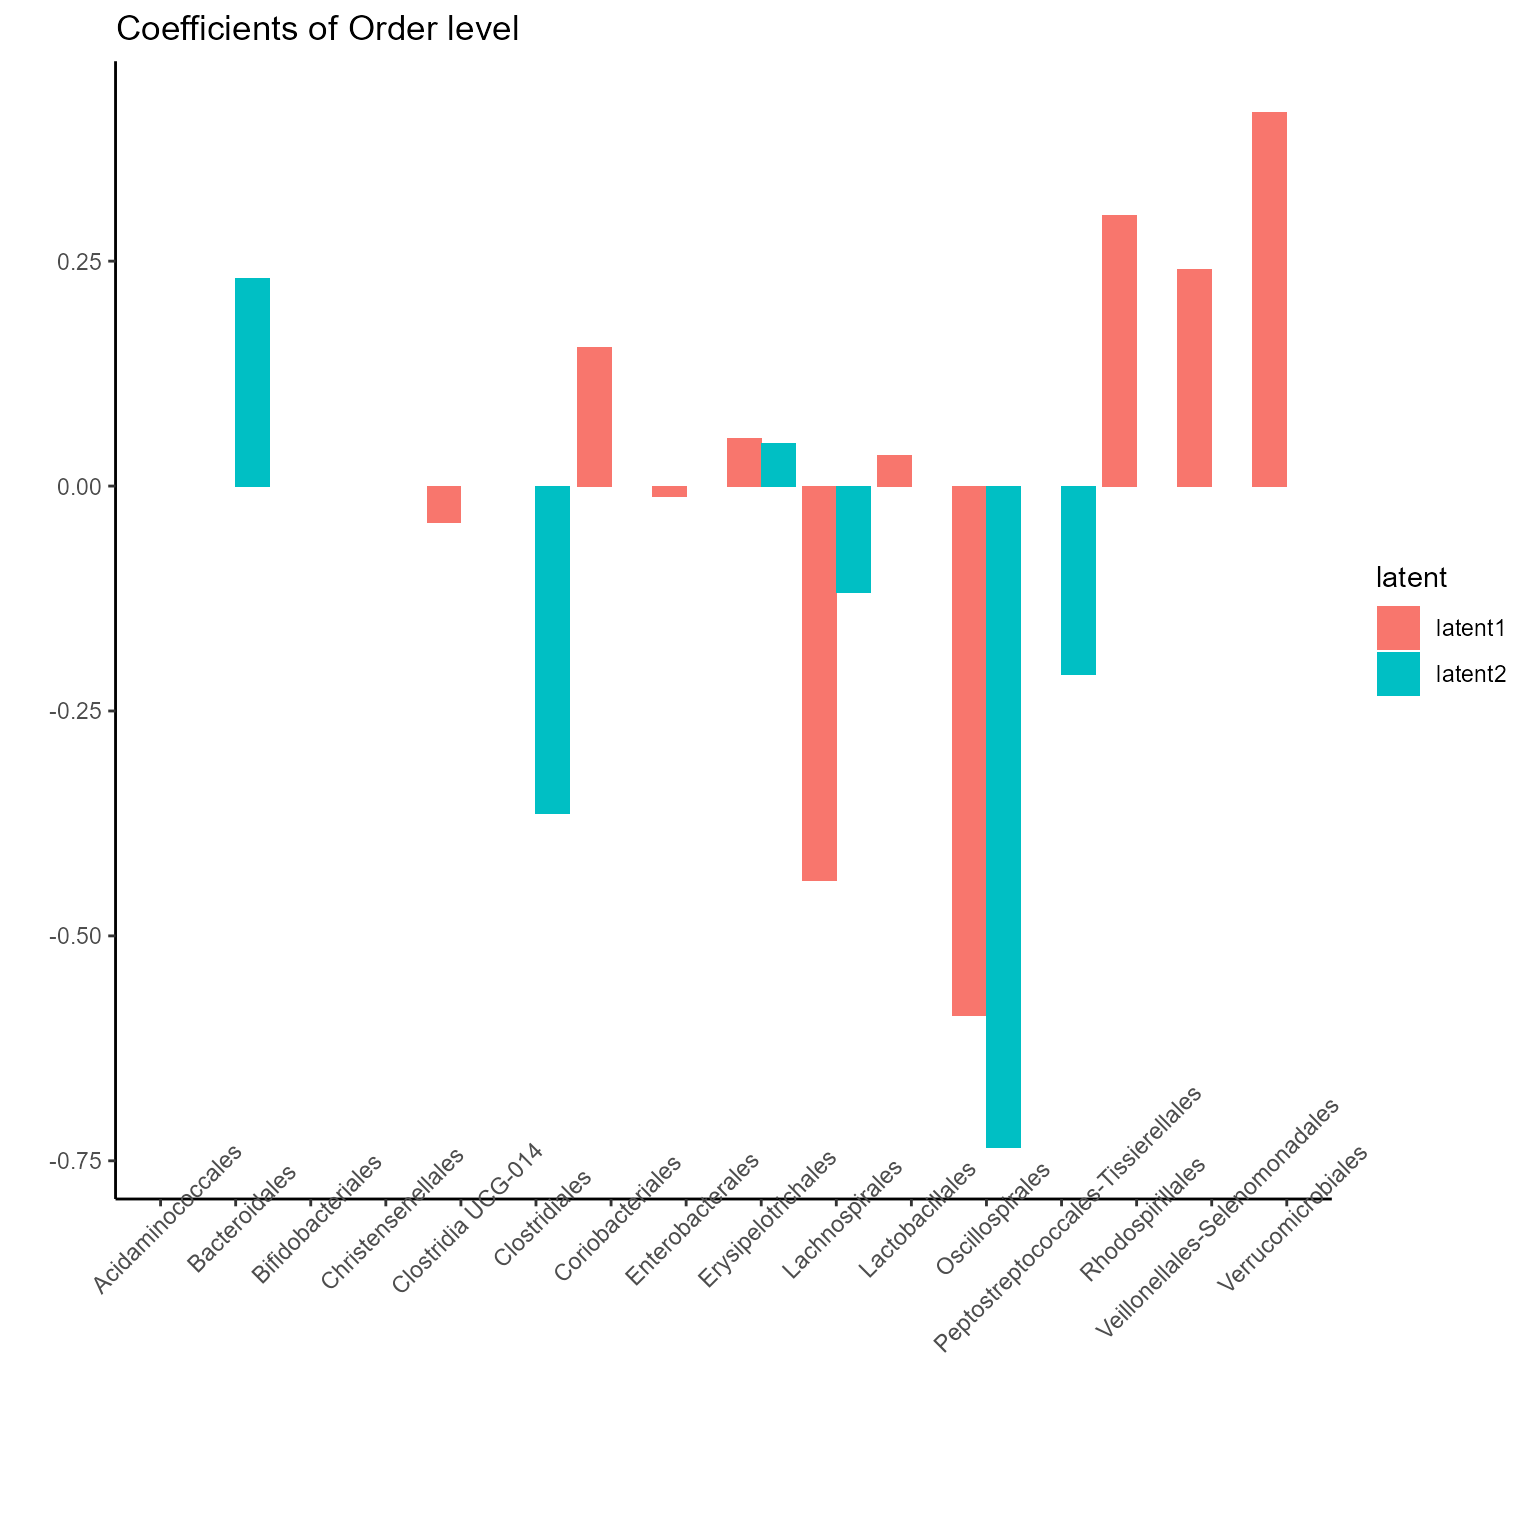 Coefficients of Order level
0.25
0.00
-0.25
-0.50
-0.75
Acidaminococcales
Bacteroidales
Bifidobacteriales
Christensenellales
Clostridia UCG-014
Clostridiales
Coriobacteriales
Enterobacterales
Erysipelotrichales
Lachnospirales
Lactobacillales
Oscillospirales
Peptostreptococcales-Tissierellales
Rhodospirillales
Veillonellales-Selenomonadales
Verrucomicrobiales
latent
latent1
latent2